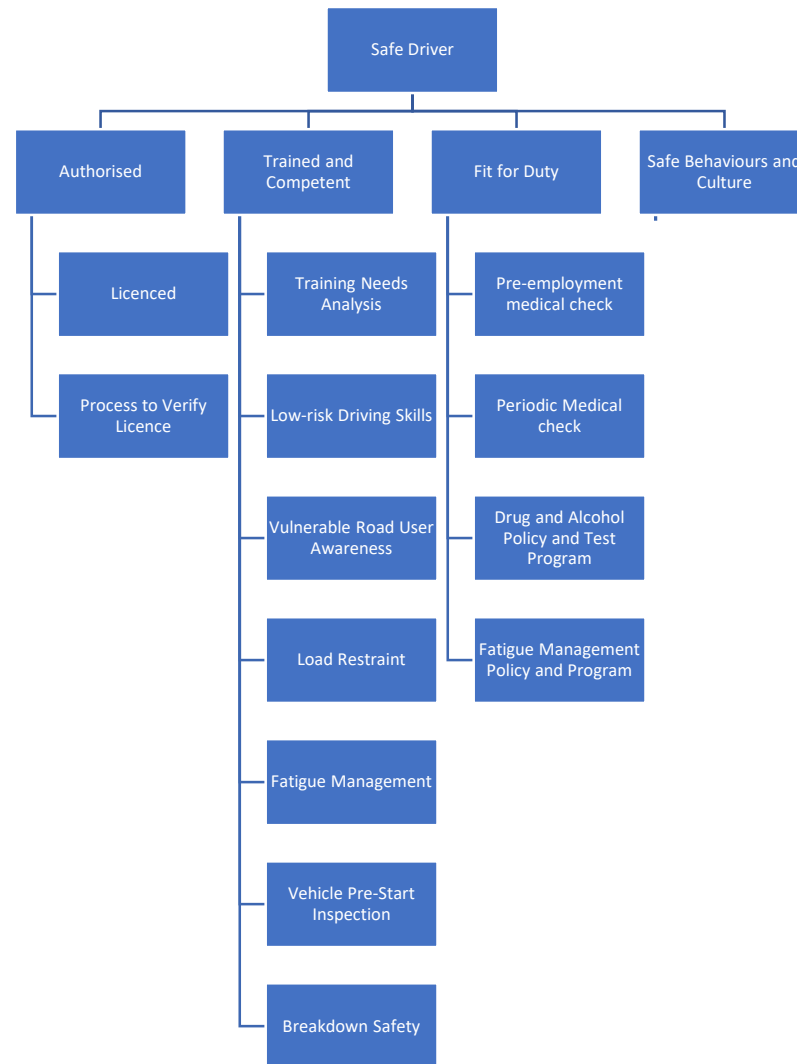 Safe Driver
Authorised
Trained and
Competent
Fit for Duty
Safe Behaviours and
Culture
Licenced
Process to Verify
Licence
Training Needs
Analysis
Low-risk Driving Skills
Vulnerable Road User
Awareness
Load Restraint
Fatigue Management
Vehicle Pre-Start
Inspection
Breakdown Safety
Pre-employment
medical check
Periodic Medical
check
Drug and Alcohol
Policy and Test
Program
Fatigue Management
Policy and Program